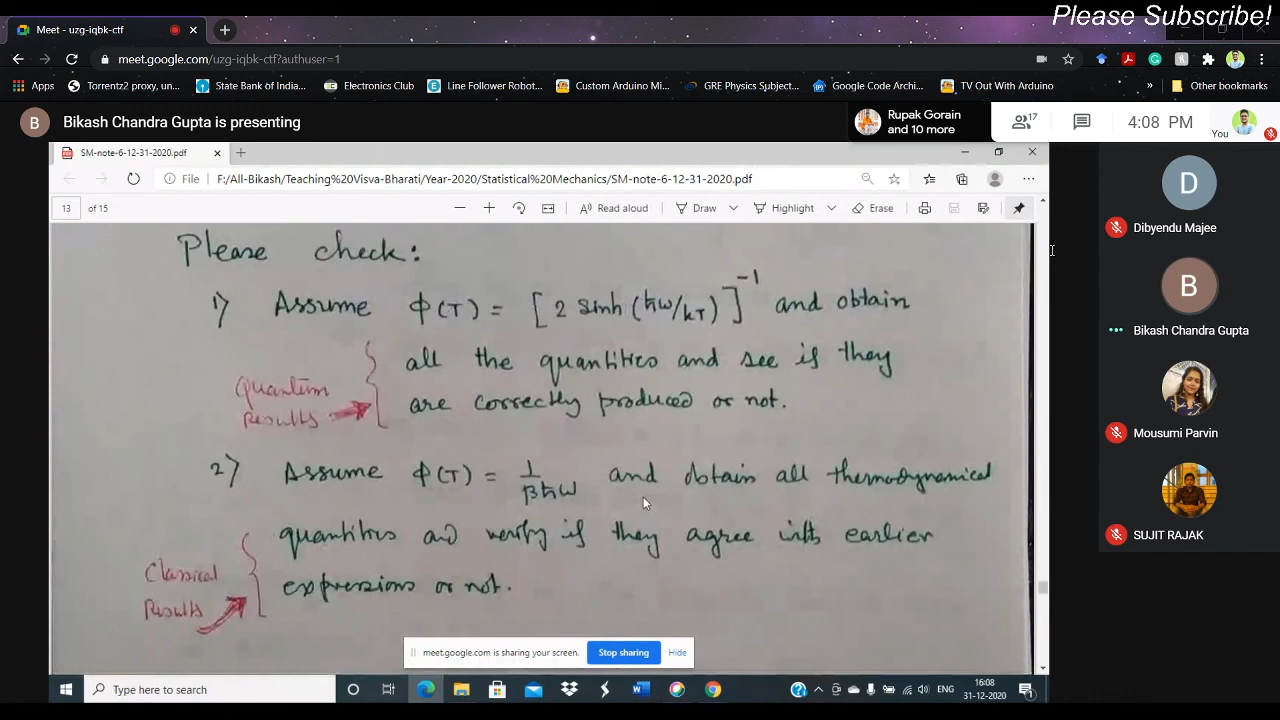 Please Subscribe!
Meet - uzg-iqbk-ctf
meet.google.com/uzg-iqbk-ctf?authuser=1
Apps Torrentz2 proxy, un... State Bank of India... Electronics Club Line Follower Robot... Custom Arduino Mi... GRE Physics Subject... Google Code Archi... TV Out With Arduino » Other bookmarks
B Bikash Chandra Gupta is presenting
Rupak Gorain
and 10 more
17
4:08 PM
You
SM-note-6-12-31-2020.pdf
File F:/All-Bikash/Teaching%20Visva-Bharati/Year-2020/Statistical%20Mechanics/SM-note-6-12-31-2020.pdf
13 of 15 Read aloud Draw Highlight Erase
Please check:
1) Assume Φ(T) = [2 sinh (ħω/kT)]⁻¹ and obtain
all the quantities and see if they
are correctly produced or not.
Quantum
Results
2) Assume Φ(T) = 1/βħω and obtain all thermodynamical
quantities and verify if they agree earlier
expressions or not.
Classical
Results
D
Dibyendu Majee
B
Bikash Chandra Gupta
Mousumi Parvin
SUJIT RAJAK
meet.google.com is sharing your screen. Stop sharing Hide
Type here to search
ENG
16:08
31-12-2020